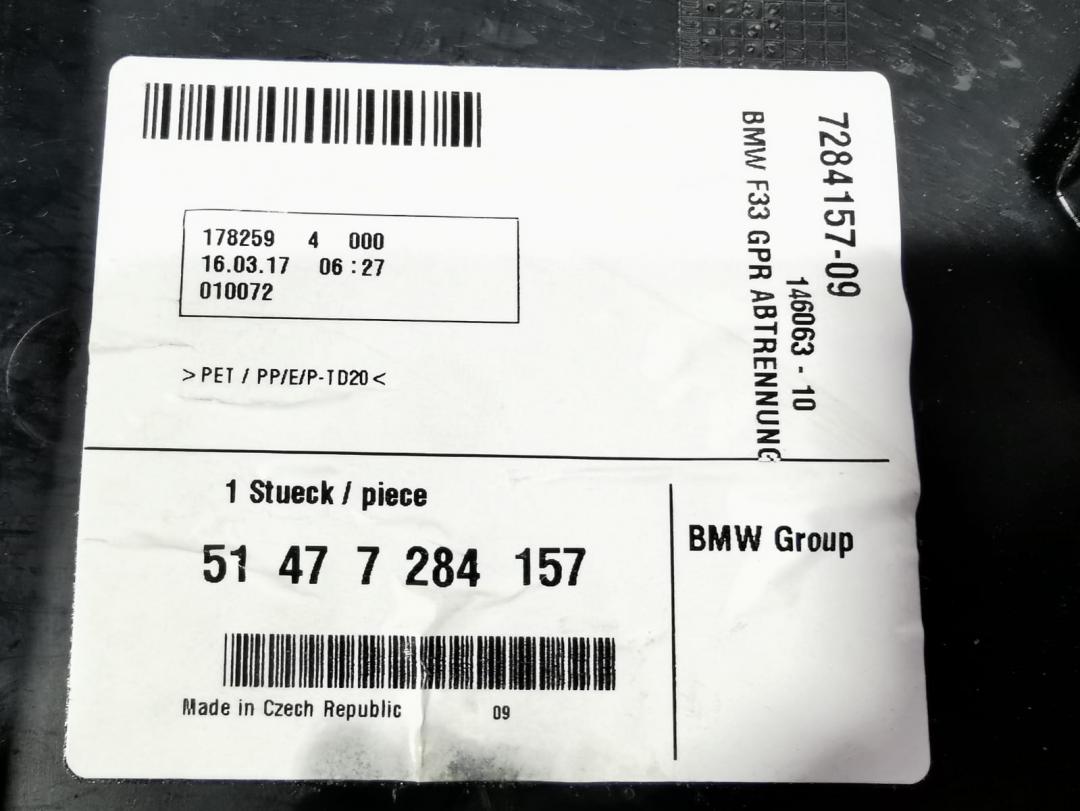 178259 4 000
16.03.17 06:27
010072
>PET / PP/E/P-TD20<
7284157-09
146063 - 10
BMW F33 GPR ABTRENNUNG
1 Stueck / piece
51 47 7 284 157
Made in Czech Republic 09
BMW Group